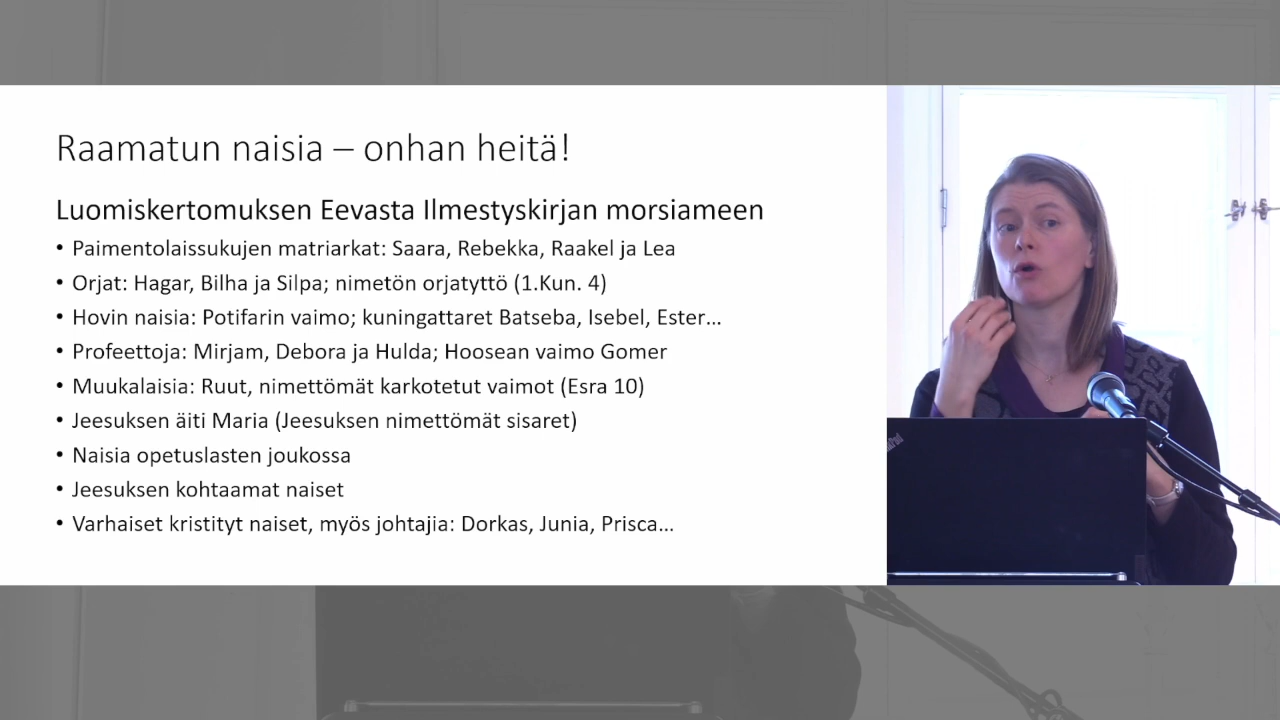 Raamatun naisia – onhan heitä!
Luomiskertomuksen Eevasta Ilmestyskirjan morsiameen
• Paimentolaissukujen matriarkat: Saara, Rebekka, Raakel ja Lea
• Orjat: Hagar, Bilha ja Silpa; nimetön orjatyttö (1.Kun. 4)
• Hovin naisia: Potifarin vaimo; kuningattaret Batseba, Isebel, Ester...
• Profeettoja: Mirjam, Debora ja Hulda; Hoosean vaimo Gomer
• Muukalaisia: Ruut, nimettömät karkotetut vaimot (Esra 10)
• Jeesuksen äiti Maria (Jeesuksen nimettömät sisaret)
• Naisia opetuslasten joukossa
• Jeesuksen kohtaamat naiset
• Varhaiset kristityt naiset, myös johtajia: Dorkas, Junia, Prisca...